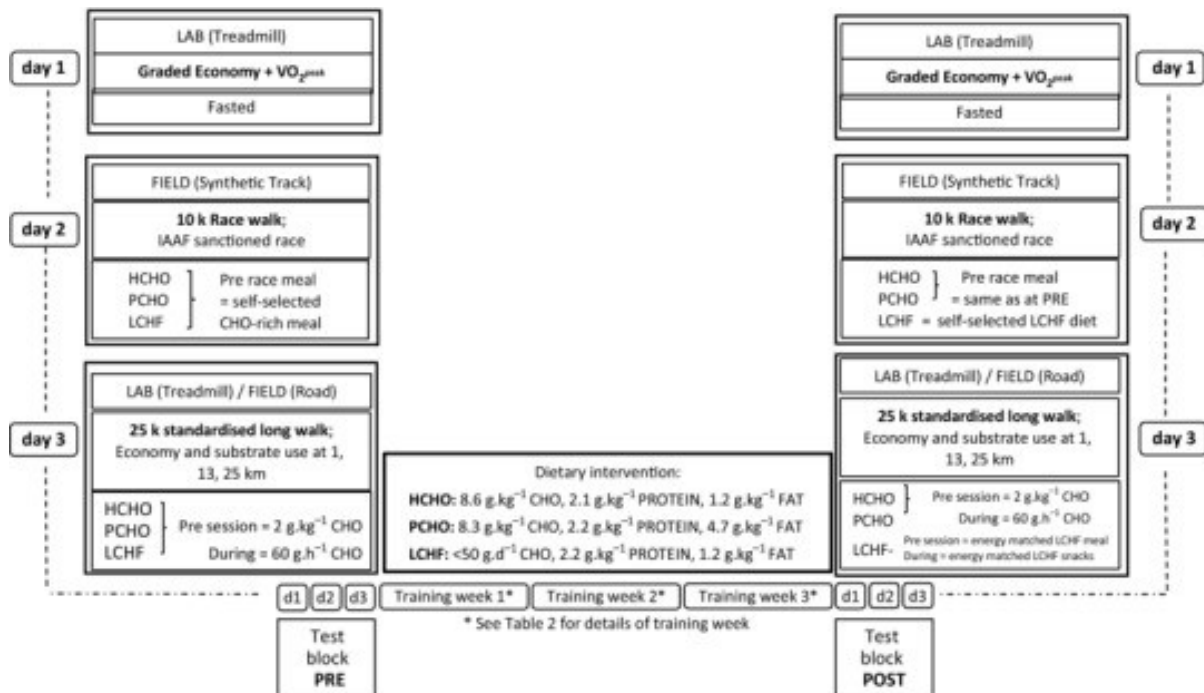 day 1
LAB (Treadmill)
Graded Economy + VO₂peak
Fasted
day 2
FIELD (Synthetic Track)
10 k Race walk;
IAAF sanctioned race
HCHO
PCHO
LCHF
Pre race meal
= self-selected
CHO-rich meal
day 3
LAB (Treadmill) / FIELD (Road)
25 k standardised long walk;
Economy and substrate use at 1,
13, 25 km
HCHO
PCHO
LCHF
Pre session = 2 g.kg⁻¹ CHO
During = 60 g.h⁻¹ CHO
Dietary intervention:
HCHO: 8.6 g.kg⁻¹ CHO, 2.1 g.kg⁻¹ PROTEIN, 1.2 g.kg⁻¹ FAT
PCHO: 8.3 g.kg⁻¹ CHO, 2.2 g.kg⁻¹ PROTEIN, 4.7 g.kg⁻¹ FAT
LCHF: <50 g.d⁻¹ CHO, 2.2 g.kg⁻¹ PROTEIN, 1.2 g.kg⁻¹ FAT
LAB (Treadmill)
Graded Economy + VO₂peak
Fasted
day 1
FIELD (Synthetic Track)
10 k Race walk;
IAAF sanctioned race
HCHO
PCHO
Pre race meal
= same as at PRE
LCHF = self-selected LCHF diet
day 2
LAB (Treadmill) / FIELD (Road)
25 k standardised long walk;
Economy and substrate use at 1,
13, 25 km
HCHO
PCHO
Pre session = 2 g.kg⁻¹ CHO
During = 60 g.h⁻¹ CHO
LCHF-
Pre session = energy matched LCHF meal
During = energy matched LCHF snacks
day 3
d1 d2 d3 Training week 1* Training week 2* Training week 3* d1 d2 d3
* See Table 2 for details of training week
Test
block
PRE
Test
block
POST